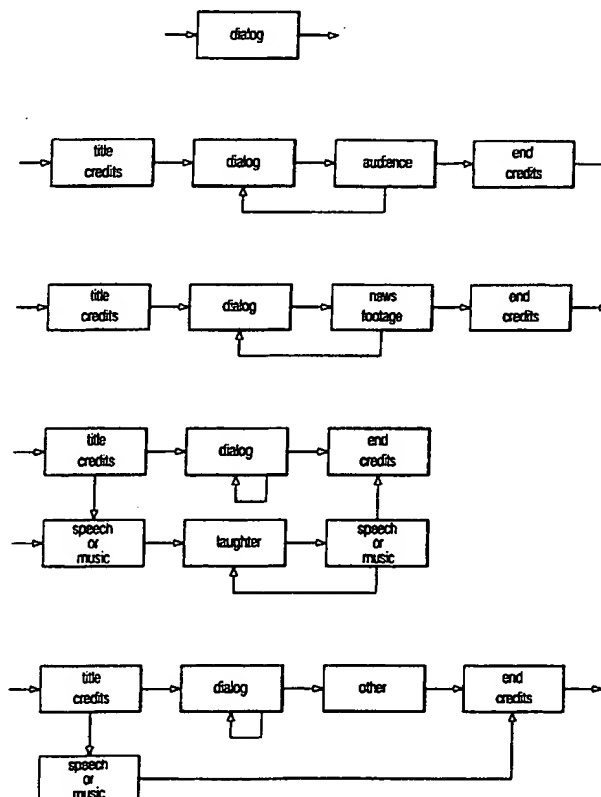 dialog
title
credits
dialog
audience
end
credits
title
credits
dialog
news
footage
end
credits
title
credits
dialog
end
credits
speech
or
music
laughter
speech
or
music
title
credits
dialog
other
end
credits
speech
or
music